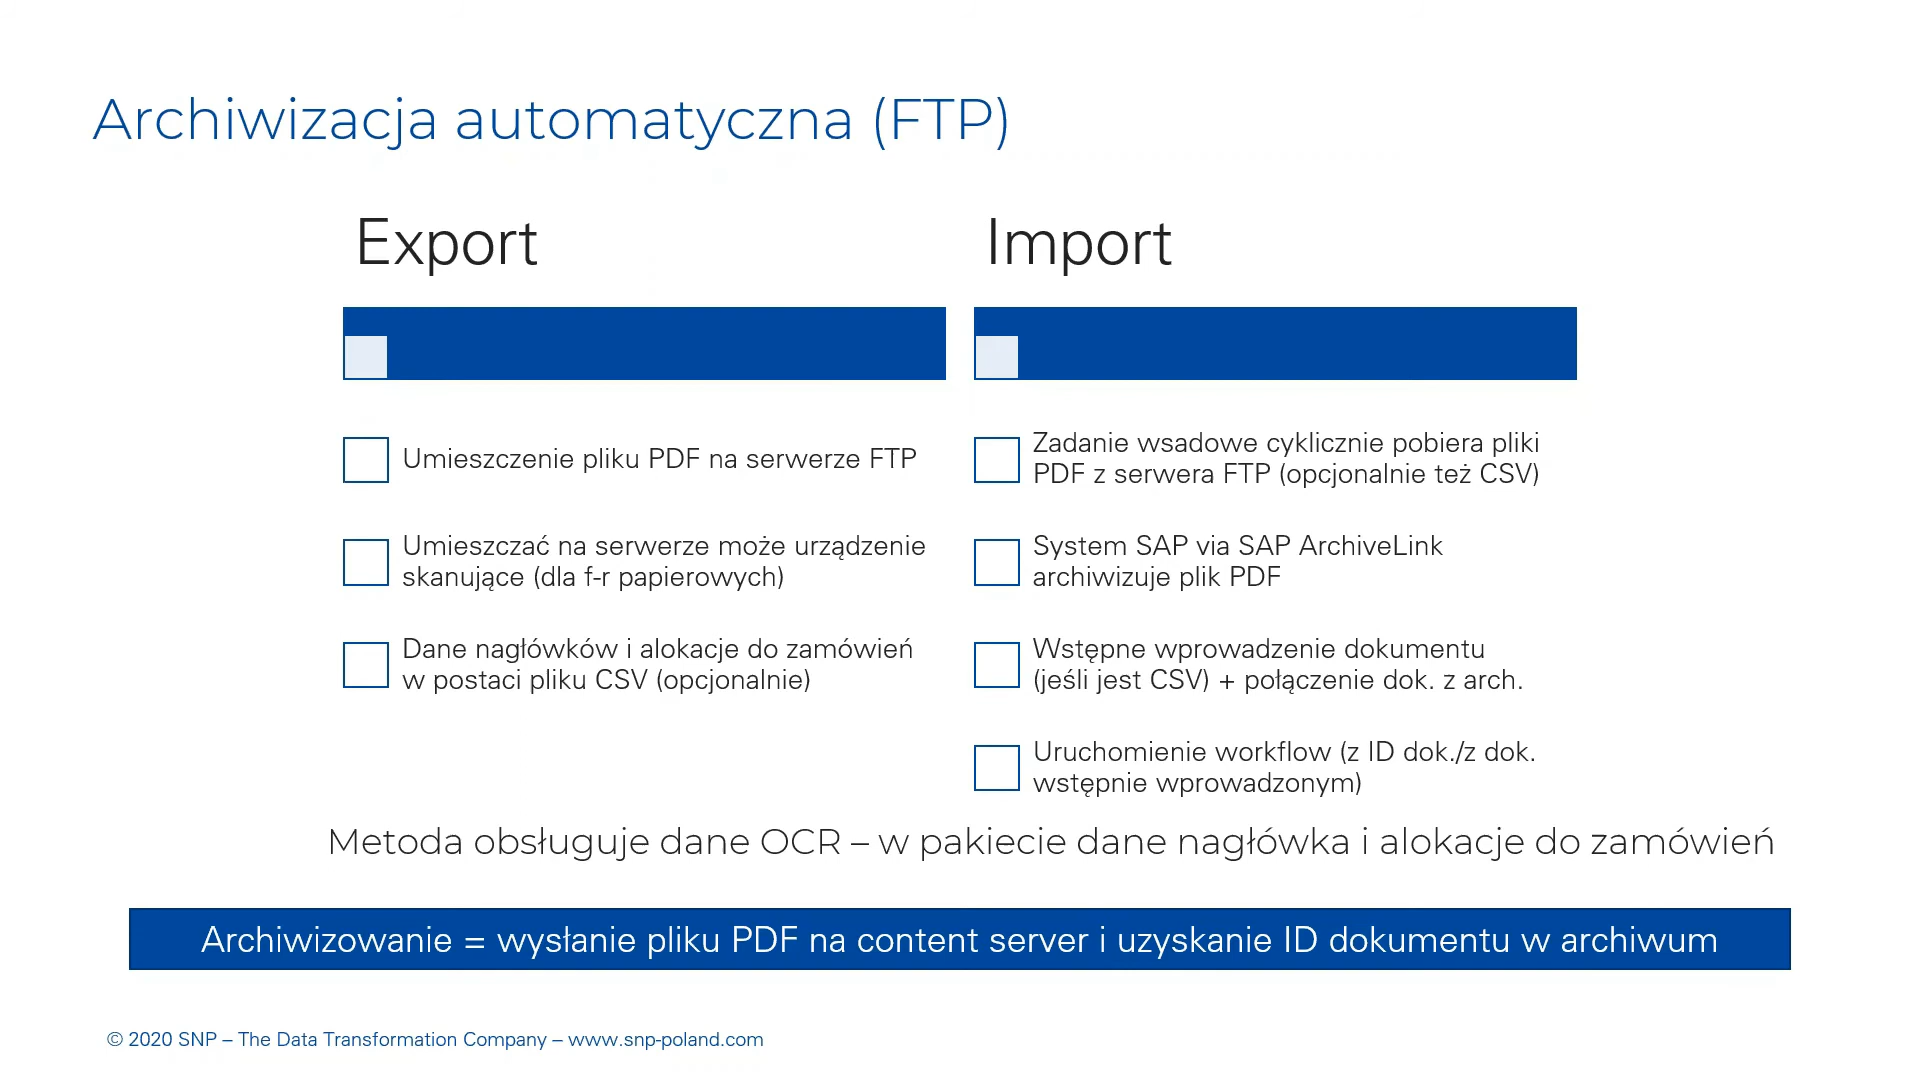 Archiwizacja automatyczna (FTP)
Export
Umieszczenie pliku PDF na serwerze FTP
Umieszczać na serwerze może urządzenie
skanujące (dla f-r papierowych)
Dane nagłówków i alokacje do zamówień
w postaci pliku CSV (opcjonalnie)
Import
Zadanie wsadowe cyklicznie pobiera pliki
PDF z serwera FTP (opcjonalnie też CSV)
System SAP via SAP ArchiveLink
archiwizuje plik PDF
Wstępne wprowadzenie dokumentu
(jeśli jest CSV) + połączenie dok. z arch.
Uruchomienie workflow (z ID dok./z dok.
wstępnie wprowadzonym)
Metoda obsługuje dane OCR – w pakiecie dane nagłówka i alokacje do zamówień
Archiwizowanie = wysłanie pliku PDF na content server i uzyskanie ID dokumentu w archiwum
© 2020 SNP – The Data Transformation Company – www.snp-poland.com